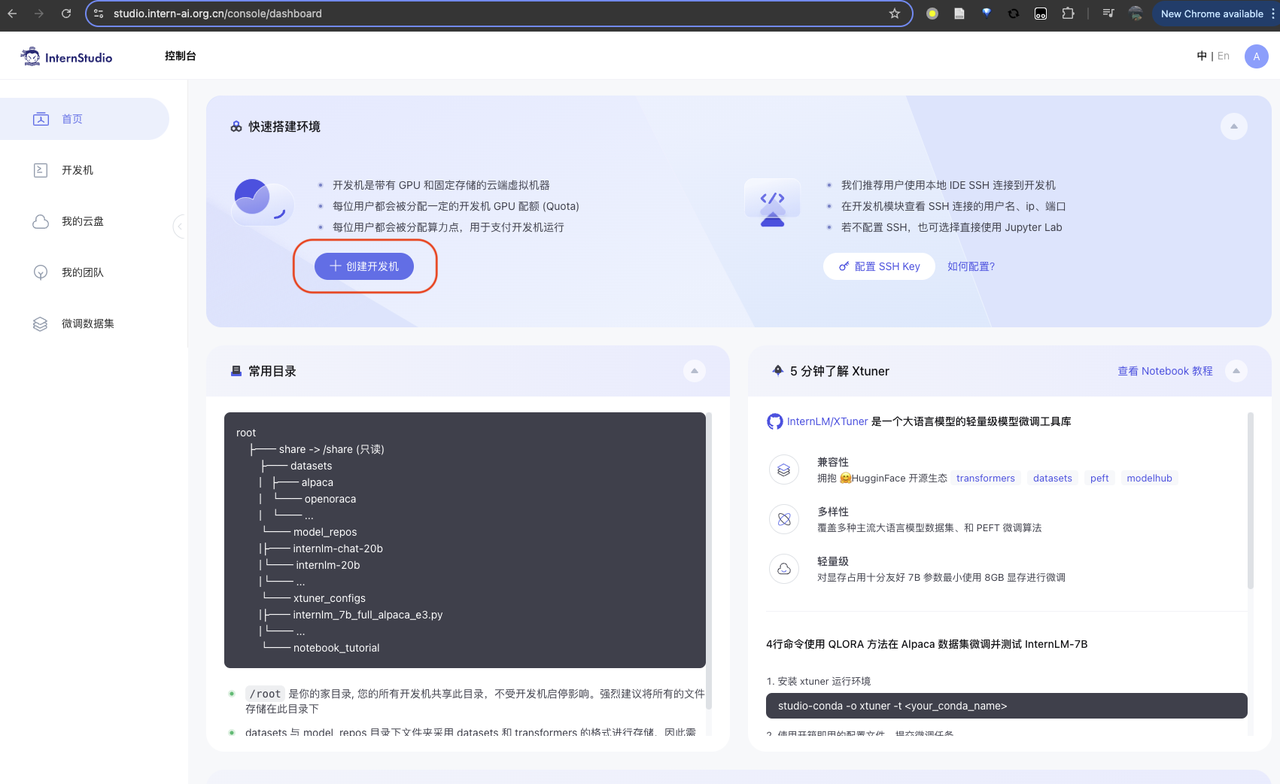 studio.intern-ai.org.cn/console/dashboard
New Chrome available
InternStudio
控制台
中 | En
A
首页
开发机
我的云盘
我的团队
微调数据集
快速搭建环境
开发机是带有 GPU 和固定存储的云端虚拟机器
每位用户都会被分配一定的开发机 GPU 配额 (Quota)
每位用户都会被分配算力点，用于支付开发机运行
创建开发机
我们推荐用户使用本地 IDE SSH 连接到开发机
在开发机模块查看 SSH 连接的用户名、ip、端口
若不配置 SSH，也可选择直接使用 Jupyter Lab
配置 SSH Key
如何配置?
常用目录
root
├── share -> /share (只读)
├── datasets
| ├── alpaca
| └── openoraca
| └── ...
└── model_repos
|├── internlm-chat-20b
|└── internlm-20b
|└── ...
└── xtuner_configs
|├── internlm_7b_full_alpaca_e3.py
|└── ...
└── notebook_tutorial
/root 是你的家目录, 您的所有开发机共享此目录，不受开发机启停影响。强烈建议将所有的文件
存储在此目录下
datasets 与 model_repos 目录下文件夹采用 datasets 和 transformers 的格式进行存储。因此需
5 分钟了解 Xtuner
查看 Notebook 教程
InternLM/XTuner 是一个大语言模型的轻量级模型微调工具库
兼容性
拥抱 🤗HugginFace 开源生态 transformers datasets peft modelhub
多样性
覆盖多种主流大语言模型数据集、和 PEFT 微调算法
轻量级
对显存占用十分友好 7B 参数最小使用 8GB 显存进行微调
4行命令使用 QLORA 方法在 Alpaca 数据集微调并测试 InternLM-7B
1. 安装 xtuner 运行环境
studio-conda -o xtuner -t <your_conda_name>
2. 使用开箱即用的配置文件，提交微调任务